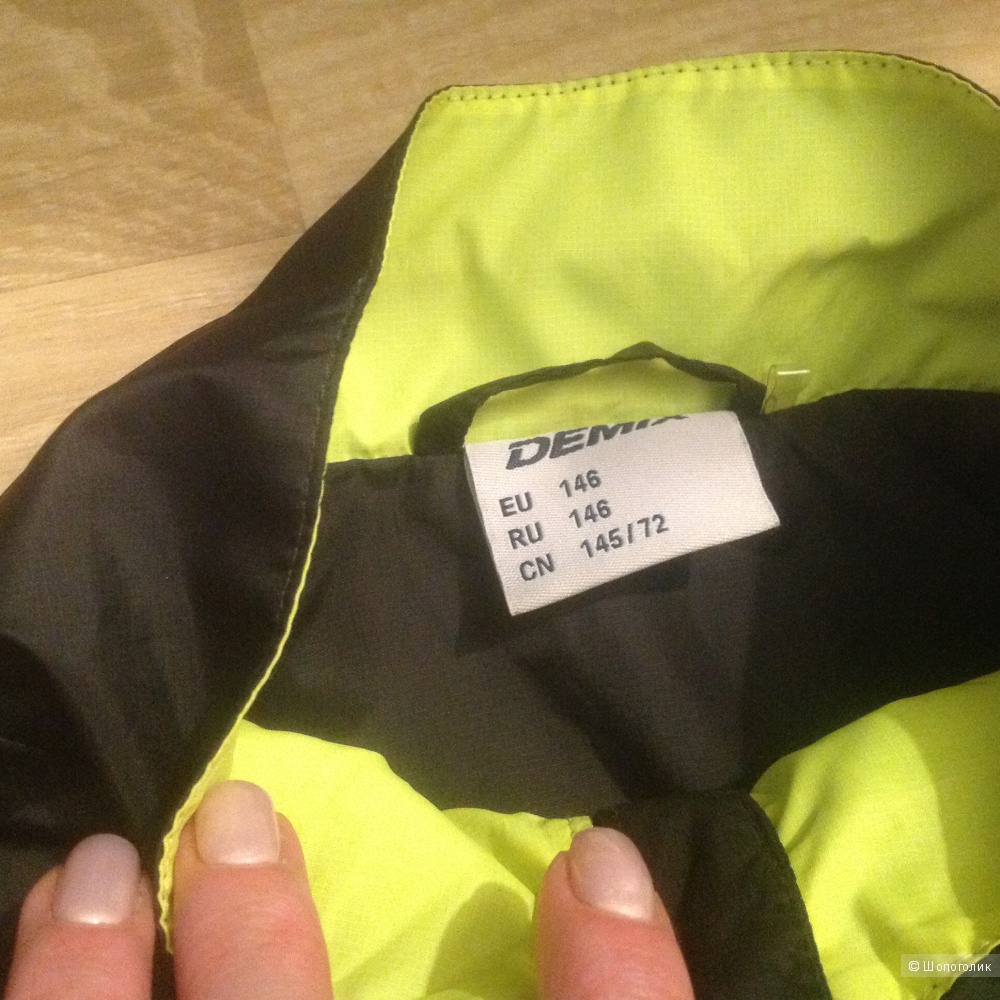 DEMIX
EU 146
RU 146
CN 145/72
© Шопоголик